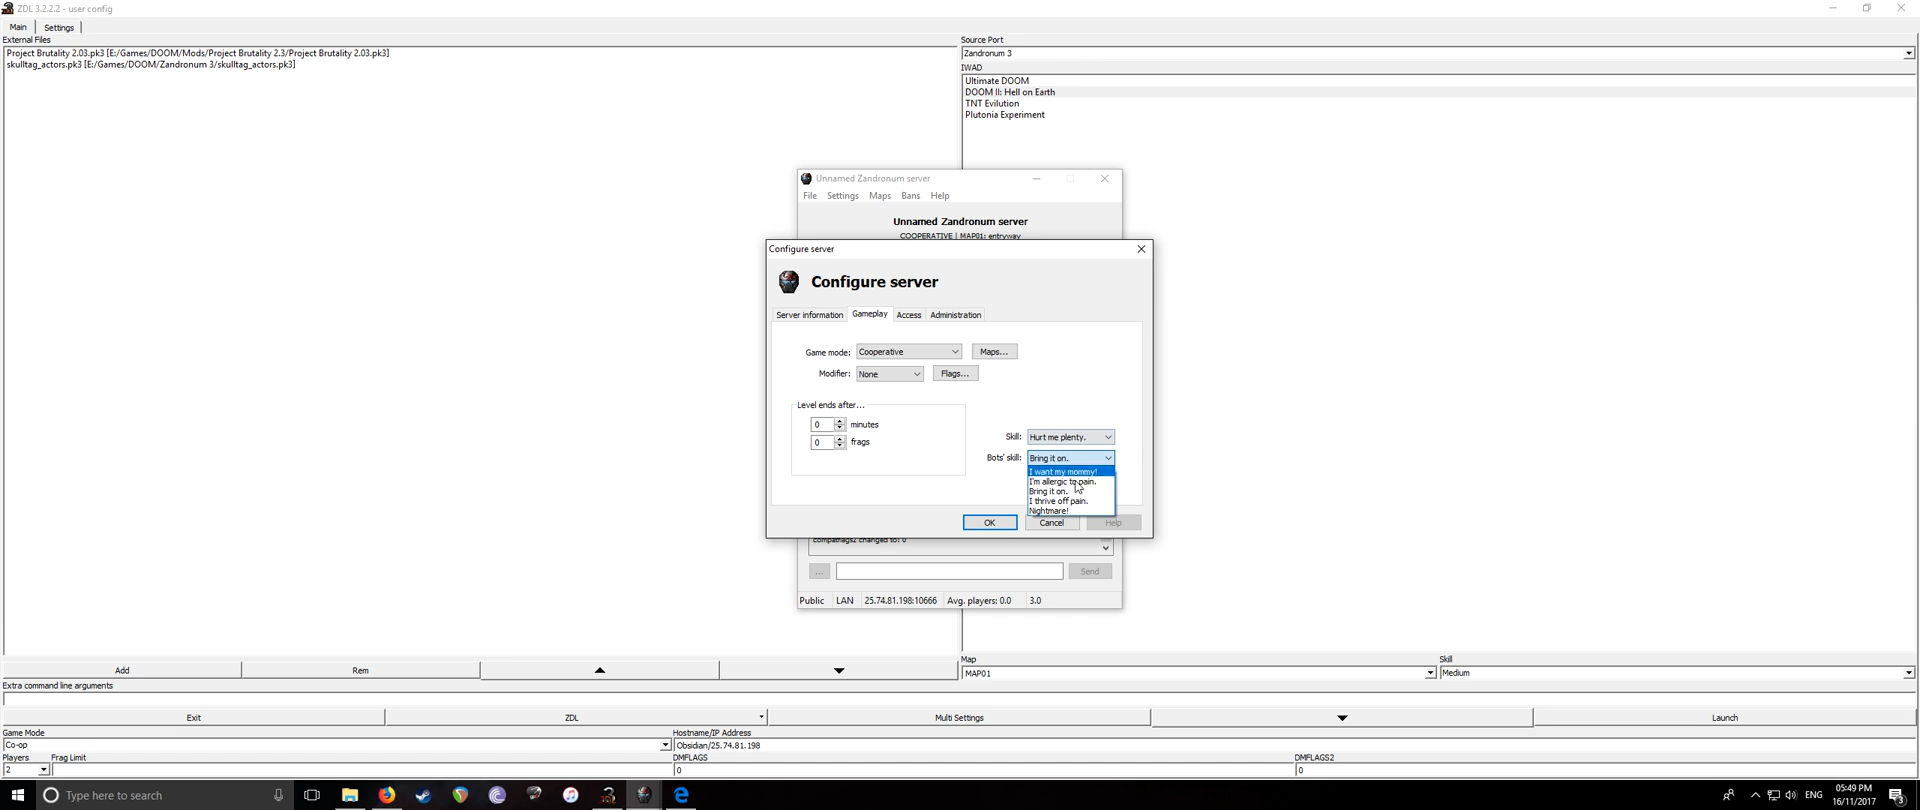 ZDL 3.2.2.2 - user config
Main
Settings
External Files
Project Brutality 2.03.pk3 [E:/Games/DOOM/Mods/Project Brutality 2.3/Project Brutality 2.03.pk3]
skulltag_actors.pk3 [E:/Games/DOOM/Zandronum 3/skulltag_actors.pk3]
Source Port
Zandronum 3
IWAD
Ultimate DOOM
DOOM II: Hell on Earth
TNT Evilution
Plutonia Experiment
Unnamed Zandronum server
File Settings Maps Bans Help
Unnamed Zandronum server
COOPERATIVE | MAP01: entryway
Configure server
Configure server
Server information Gameplay Access Administration
Game mode: Cooperative Maps...
Modifier: None Flags...
Level ends after...
0 minutes
0 frags
Skill: Hurt me plenty.
Bots' skill: Bring it on.
I want my mommy!
I'm allergic to pain.
Bring it on.
I thrive off pain.
Nightmare!
OK Cancel Help
compatflags2 changed to: 0
... Send
Public LAN 25.74.81.198:10666 Avg. players: 0.0 3.0
Add Rem
Map Skill
MAP01 Medium
Extra command line arguments
Exit ZDL Multi Settings Launch
Game Mode Hostname/IP Address
Co-op Obsidian/25.74.81.198
Players Frag Limit DMFLAGS DMFLAGS2
2 0 0
Type here to search
ENG
05:49 PM
16/11/2017
3